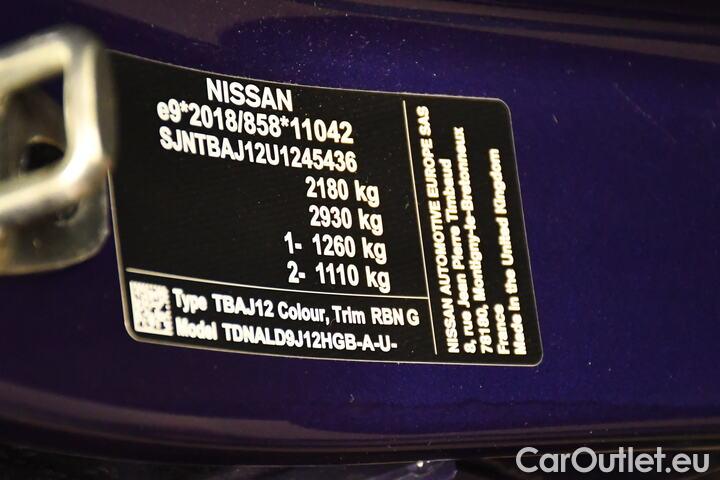 NISSAN
e9*2018/858*11042
SJNTBAJ12U1245436
2180 kg
2930 kg
1- 1260 kg
2- 1110 kg
Type TBAJ12 Colour, Trim RBN G
Model TDNALD9J12HGB-A-U-
NISSAN AUTOMOTIVE EUROPE SAS
8, rue Jean Pierre Timbaud
78180, Montigny-le-Bretonneux
France
Made in the United Kingdom
CarOutlet.eu